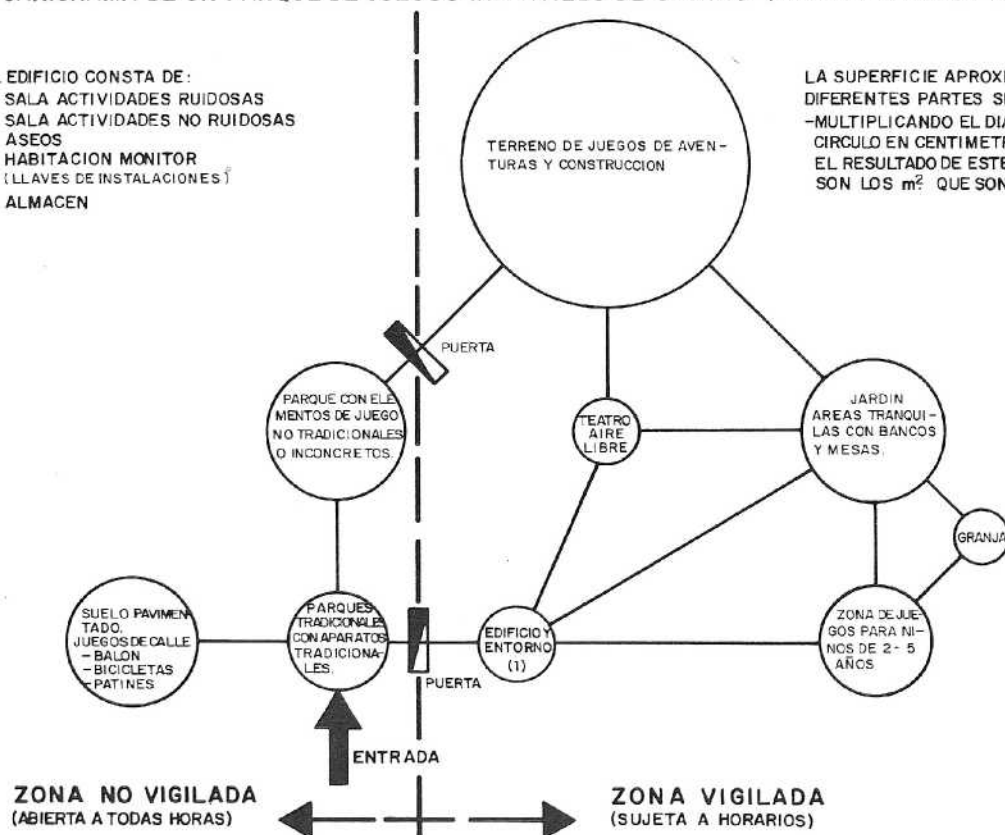 EDIFICIO CONSTA DE:
SALA ACTIVIDADES RUIDOSAS
SALA ACTIVIDADES NO RUIDOSAS
ASEOS
HABITACION MONITOR
(LLAVES DE INSTALACIONES)
ALMACEN
LA SUPERFICIE
DIFERENTES PARTES
-MULTIPLICANDO EL
CIRCULO EN
EL RESULTADO DE ESTE
SON LOS m² QUE SON
TERRENO DE JUEGOS DE AVEN-
TURAS Y CONSTRUCCION
PUERTA
PARQUE CON ELE
MENTOS DE JUEGO
NO TRADICIONALES
O INCONCRETOS.
TEATRO
AIRE
LIBRE
JARDIN
AREAS TRANQUI-
LAS CON BANCOS
Y MESAS.
GRANJA
SUELO PAVIMEN-
TADO.
JUEGOS DE CALLE
- BALON
- BICICLETAS
- PATINES
PARQUES
TRADICIONALES
CON APARATOS
TRADICIONA-
LES.
EDIFICIO Y
ENTORNO
(1)
ZONA DE JUE-
GOS PARA NI-
NOS DE 2 - 5
AÑOS
PUERTA
ENTRADA
ZONA NO VIGILADA
(ABIERTA A TODAS HORAS)
ZONA VIGILADA
(SUJETA A HORARIOS)